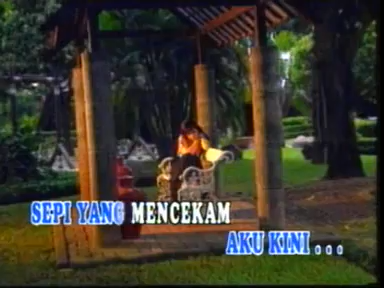 SEPI YANG MENCEKAM
AKU KINI . . .